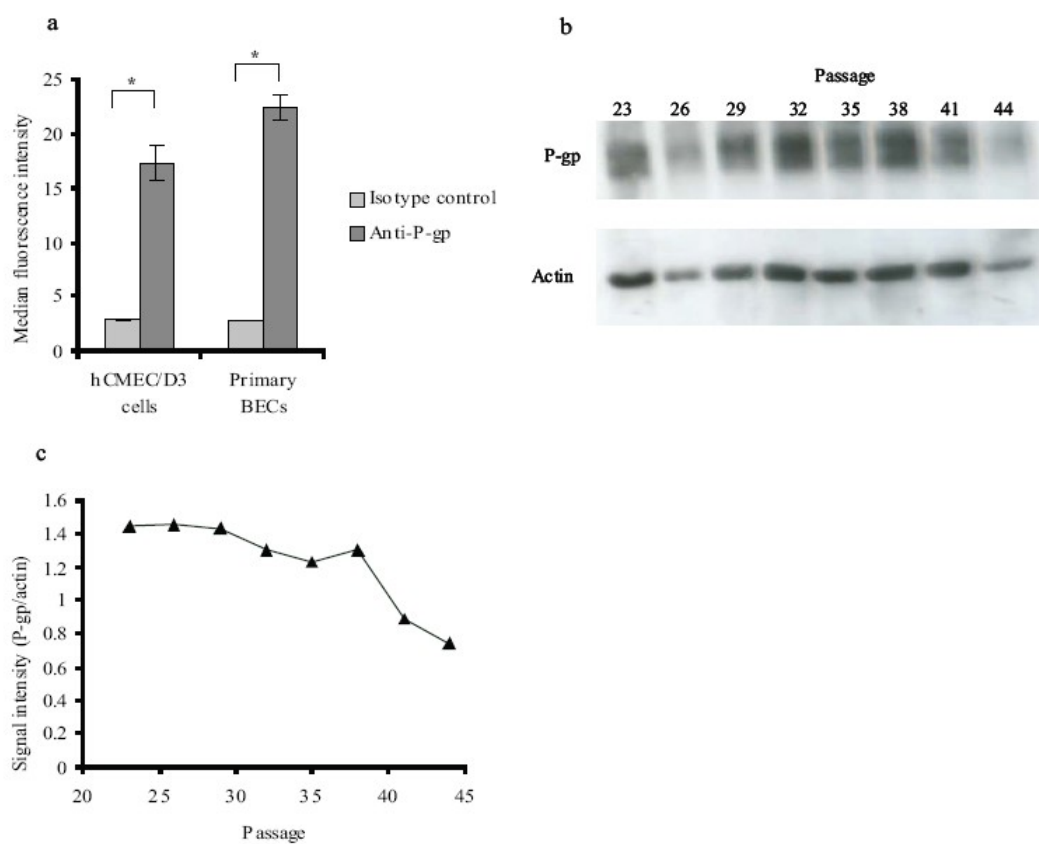 a
*
*
25
20
15
10
5
0
Median fluorescence intensity
hCMEC/D3
cells
Primary
BECs
Isotype control
Anti-P-gp
b
Passage
23 26 29 32 35 38 41 44
P-gp
Actin
c
1.6
1.4
1.2
1
0.8
0.6
0.4
0.2
0
Signal intensity (P-gp/actin)
20 25 30 35 40 45
Passage